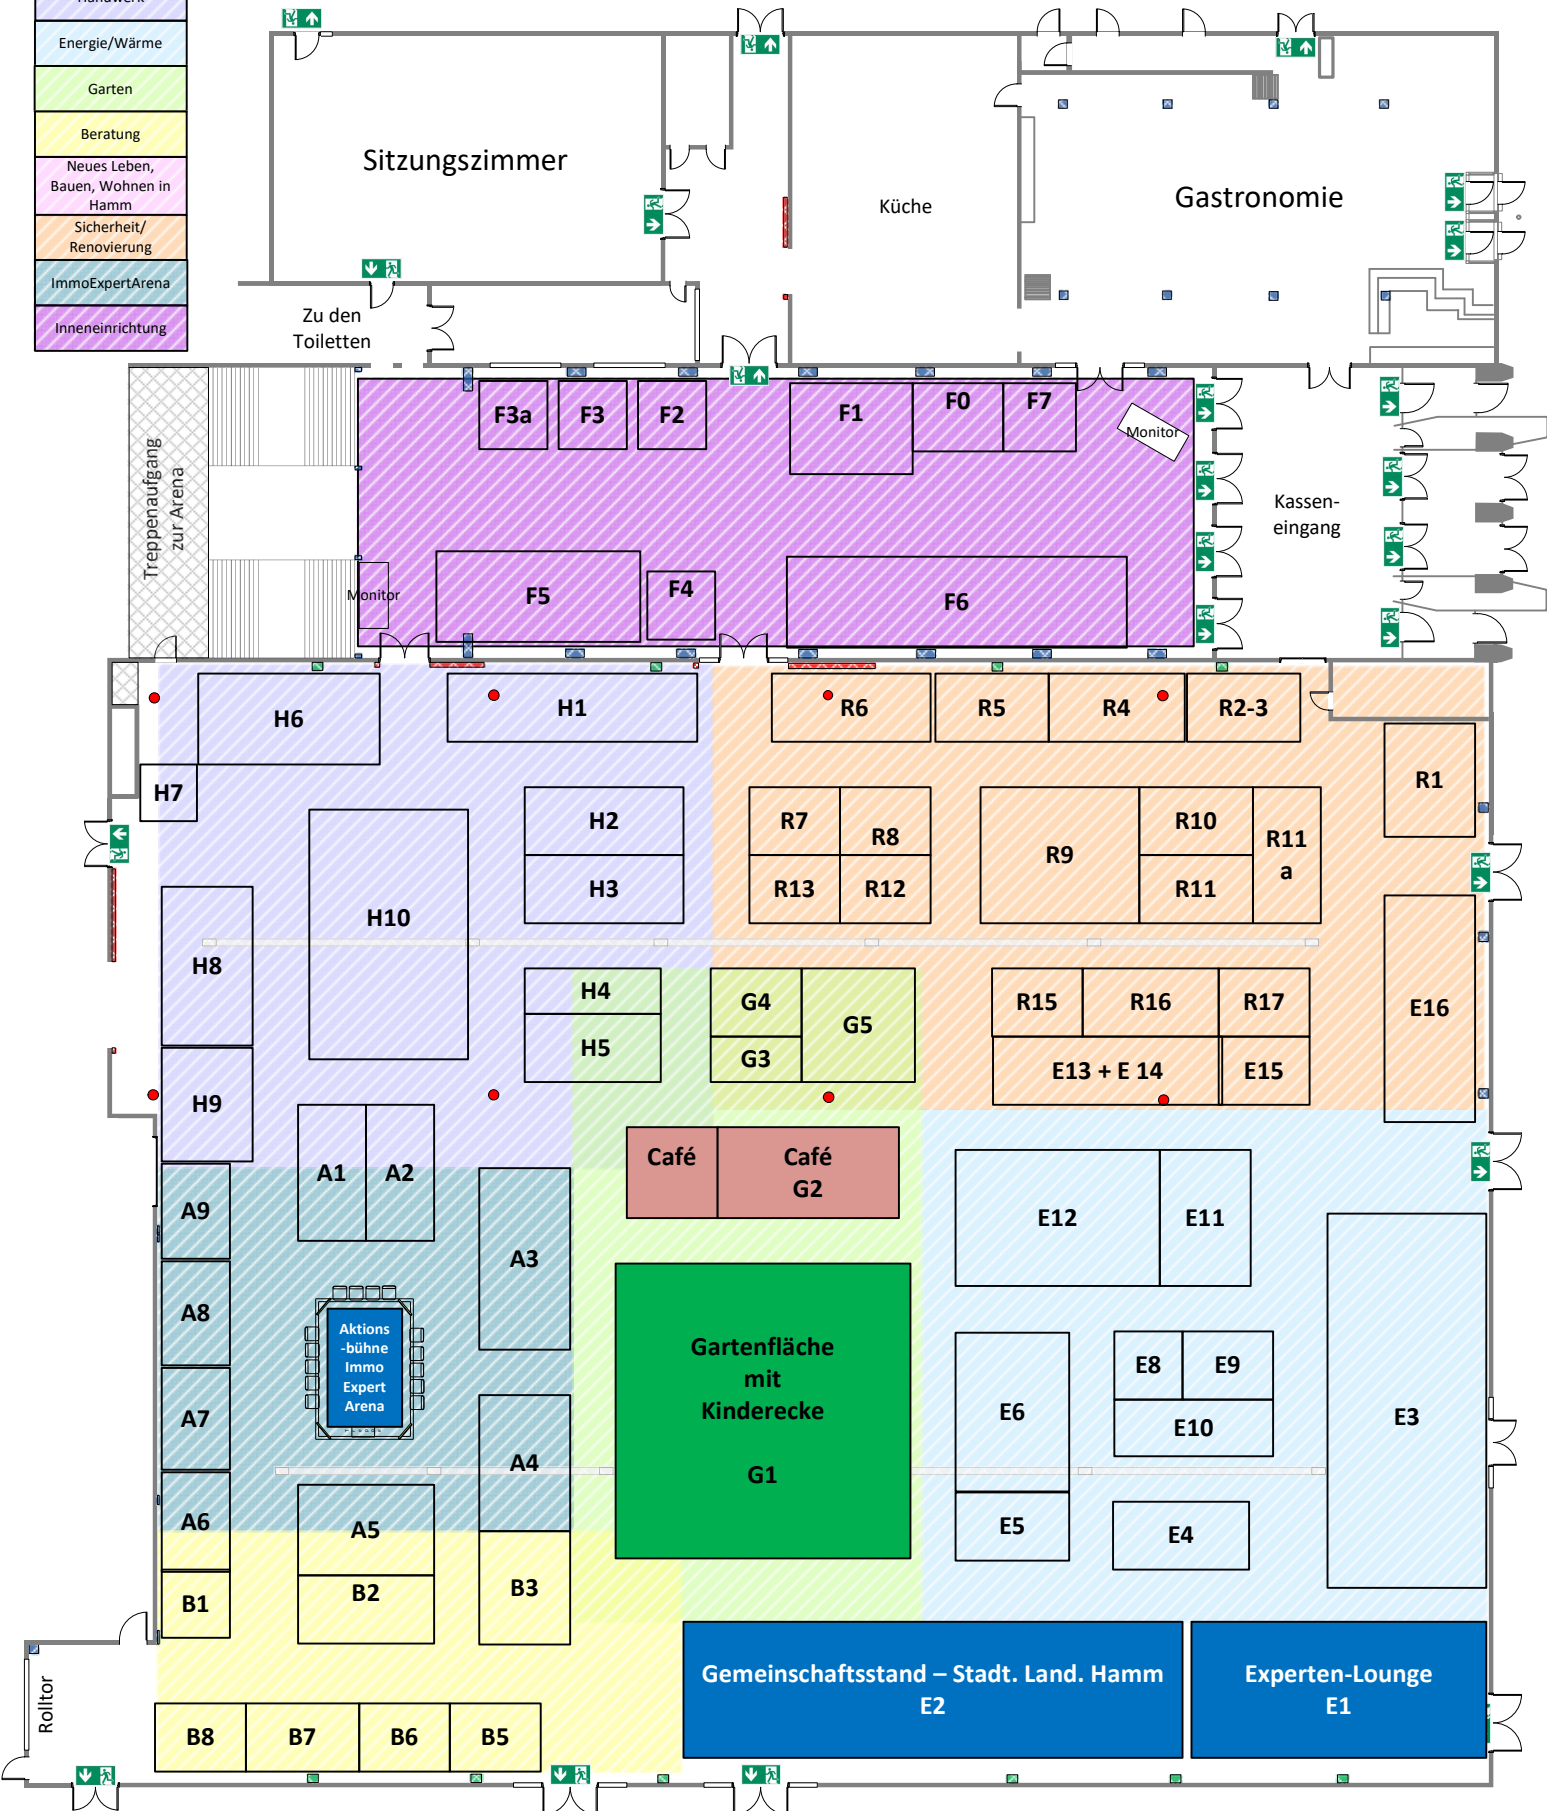 Handwerk
Energie/Wärme
Garten
Beratung
Neues Leben,
Bauen, Wohnen in
Hamm
Sicherheit/
Renovierung
ImmoExpertArena
Inneneinrichtung
Sitzungszimmer
Küche
Gastronomie
Zu den
Toiletten
Treppenaufgang
zur Arena
Kassen-
eingang
F3a
F3
F2
F1
F0
F7
Monitor
Monitor
F5
F4
F6
H6
H1
R6
R5
R4
R2-3
H7
R1
H2
R7
R8
R10
R11
a
H3
R13
R12
R9
R11
H10
H8
H4
G4
G5
R15
R16
R17
E16
H5
G3
E13 + E 14
E15
H9
A1
A2
Café
Café
G2
A9
A3
E12
E11
A8
Aktions
-bühne
Immo
Expert
Arena
Gartenfläche
mit
Kinderecke
G1
E8
E9
E6
E10
E3
A7
A4
A6
A5
E5
E4
B1
B2
B3
Rolltor
Gemeinschaftsstand – Stadt. Land. Hamm
E2
Experten-Lounge
E1
B8
B7
B6
B5